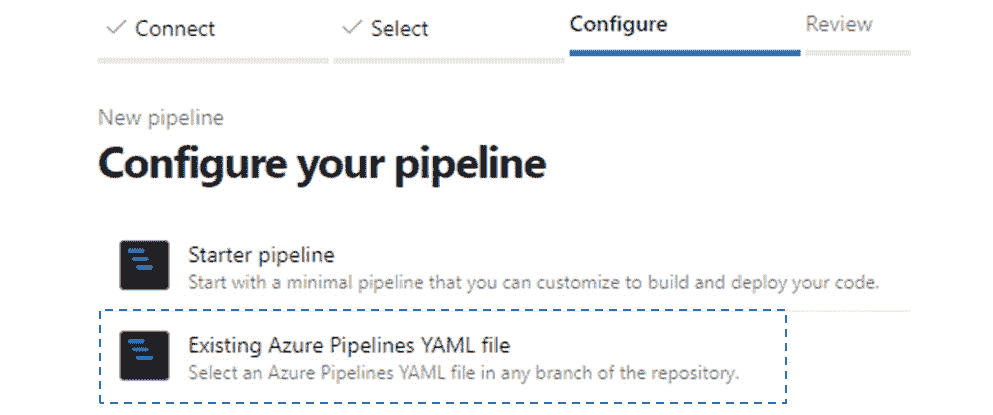 Connect Select Configure Review
New pipeline
Configure your pipeline
Starter pipeline
Start with a minimal pipeline that you can customize to build and deploy your code.
Existing Azure Pipelines YAML file
Select an Azure Pipelines YAML file in any branch of the repository.